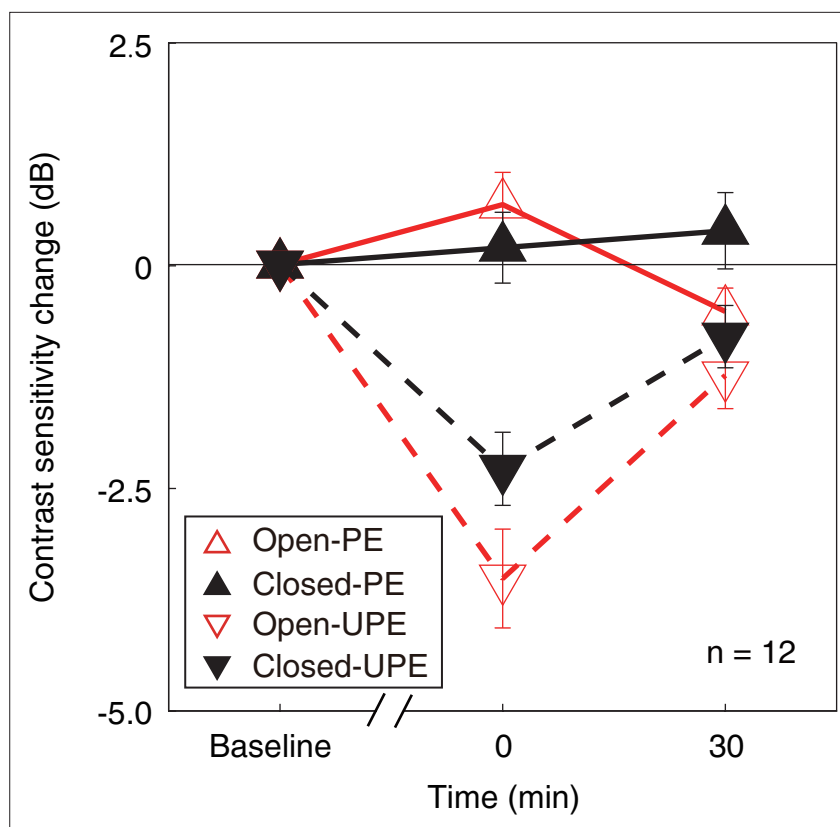 2.5
0
-2.5
-5.0
Contrast sensitivity change (dB)
Open-PE
Closed-PE
Open-UPE
Closed-UPE
n = 12
Baseline 0 30
Time (min)